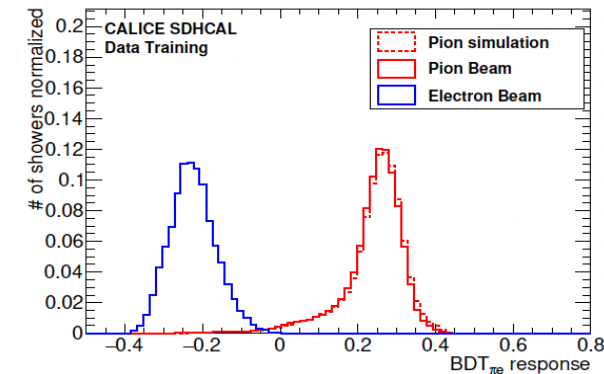 CALICE SDHCAL
Data Training
Pion simulation
Pion Beam
Electron Beam
# of showers normalized
0.2
0.18
0.16
0.14
0.12
0.1
0.08
0.06
0.04
0.02
0
−0.4 −0.2 0 0.2 0.4 0.6 0.8
BDTπe response